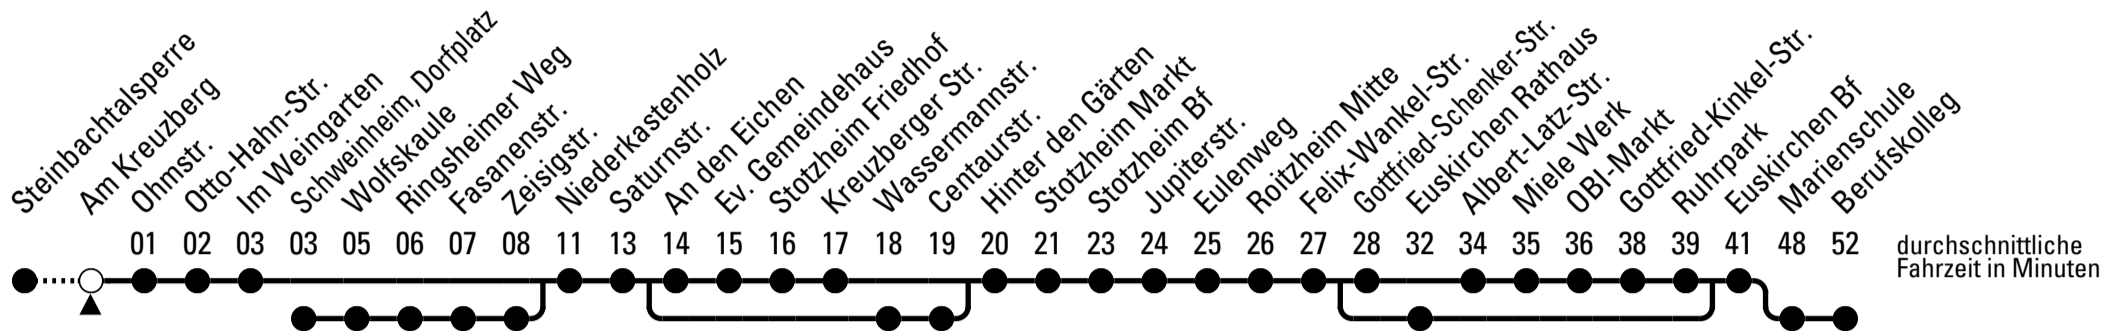 Steinbachtalsperre
Am Kreuzberg
Ohmstr.
Otto-Hahn-Str.
Im Weingarten
Schweinheim, Dorfplatz
Wolfskaule
Ringsheimer Weg
Fasanenstr.
Zeisigstr.
Niederkastenholz
Saturnstr.
An den Eichen
Ev. Gemeindehaus
Stotzheim Friedhof
Kreuzberger Str.
Wassermannstr.
Centaurstr.
Hinter den Gärten
Stotzheim Markt
Stotzheim Bf
Jupiterstr.
Eulenweg
Roitzheim Mitte
Felix-Wankel-Str.
Gottfried-Schenker-Str.
Euskirchen Rathaus
Albert-Latz-Str.
Miele Werk
OBI-Markt
Gottfried-Kinkel-Str.
Ruhrpark
Euskirchen Bf
Marienschule
Berufskolleg
01 02 03 03 05 06 07 08 11 13 14 15 16 17 18 19 20 21 23 24 25 26 27 28 32 34 35 36 38 39 41 48 52
durchschnittliche
Fahrzeit in Minuten